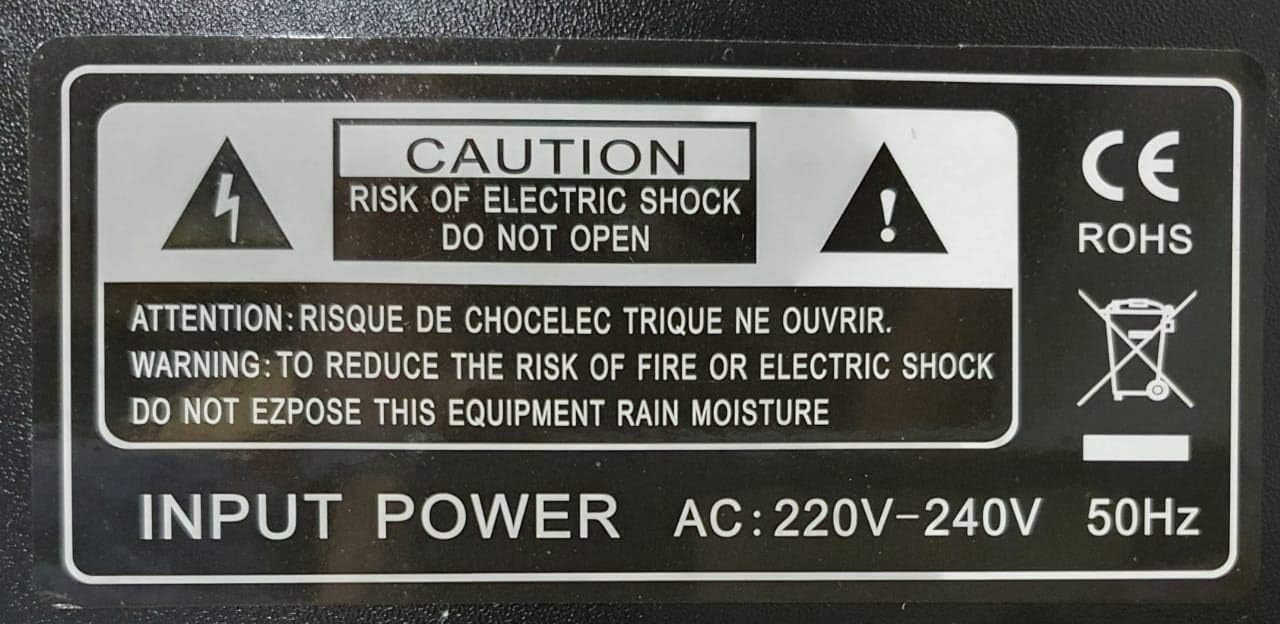 CAUTION
RISK OF ELECTRIC SHOCK
DO NOT OPEN
CE
ROHS
ATTENTION:RISQUE DE CHOCELEC TRIQUE NE OUVRIR.
WARNING:TO REDUCE THE RISK OF FIRE OR ELECTRIC SHOCK
DO NOT EZPOSE THIS EQUIPMENT RAIN MOISTURE
INPUT POWER AC:220V-240V 50Hz